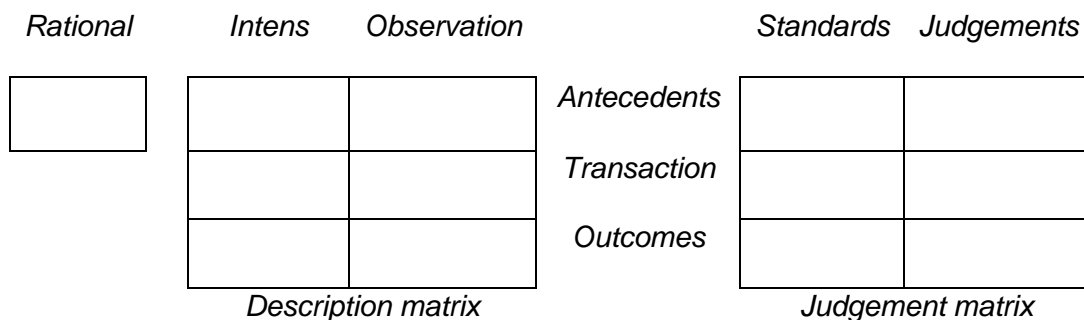 Rational Intens Observation Standards Judgements
Antecedents
Transaction
Outcomes
Description matrix Judgement matrix